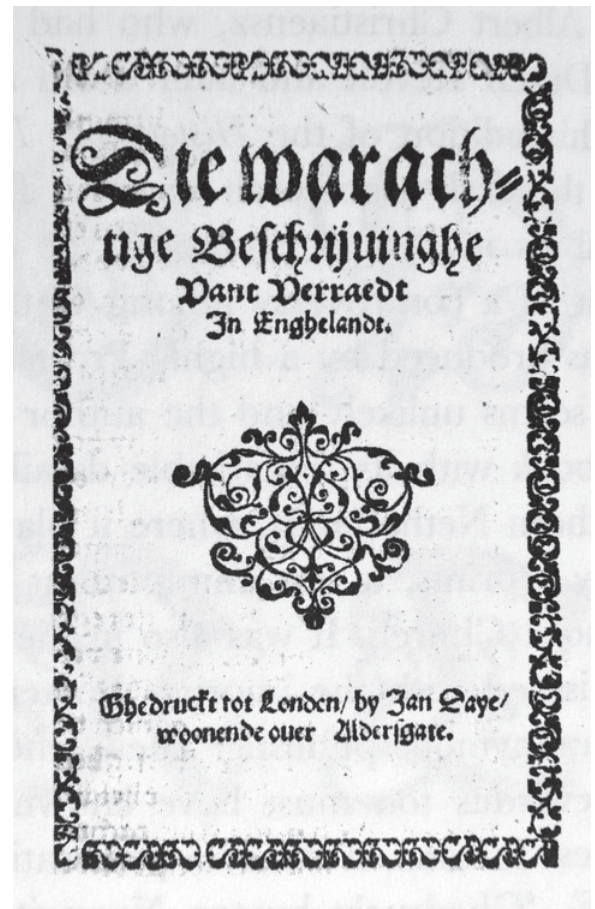 Die warach⸗
tige Beschrijuinghe
Vant Verraedt
In Enghelandt.
Ghedruckt tot Londen/ by Jan Daye/
woonende ouer Aldersgate.